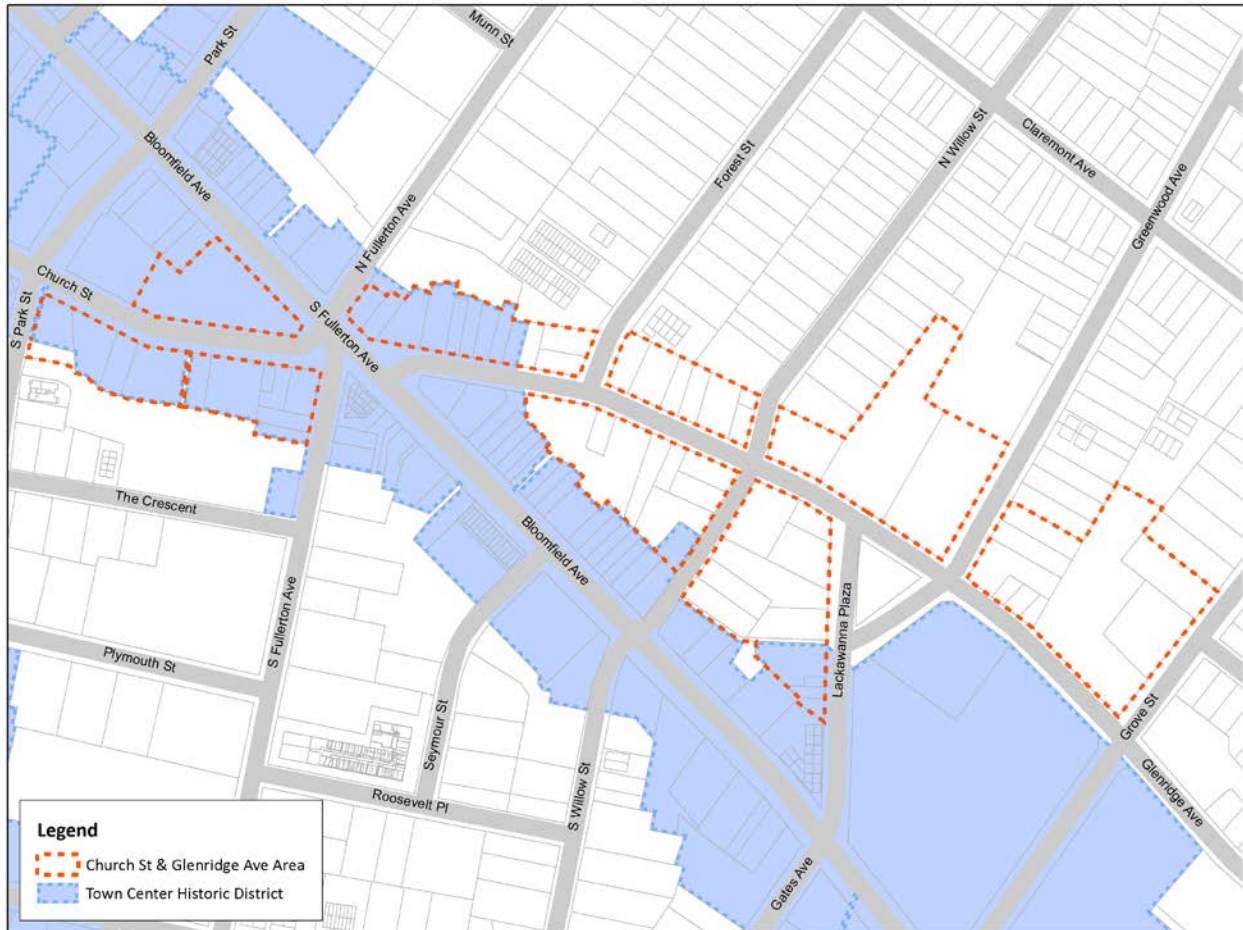 Munn St
Park St
Bloomfield Ave
Forest St
N Willow St
Claremont Ave
Greenwood Ave
N Fullerton Ave
Church St
S Park St
S Fullerton Ave
The Crescent
S Fullerton Ave
Bloomfield Ave
Lackawanna Plaza
Plymouth St
Seymour St
Roosevelt Pl
S Willow St
Grove St
Glenridge Ave
Gates Ave
Legend
Church St & Glenridge Ave Area
Town Center Historic District